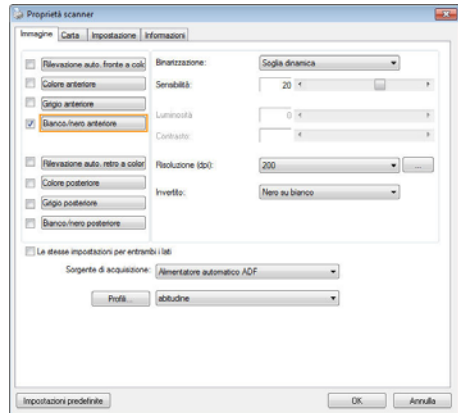 Proprietà scanner
Immagine Carta Impostazione Informazioni
Rilevazione auto. fronte a colo
Binarizzazione: Soglia dinamica
Colore anteriore
Sensibilità: 20
Grigio anteriore
Luminosità 0
Bianco/nero anteriore
Contrasto:
Rilevazione auto. retro a color
Risoluzione (dpi): 200 ...
Colore posteriore
Invertito: Nero su bianco
Grigio posteriore
Bianco/nero posteriore
Le stesse impostazioni per entrambi i lati
Sorgente di acquisizione: Alimentatore automatico ADF
Profili... abitudine
Impostazioni predefinite OK Annulla